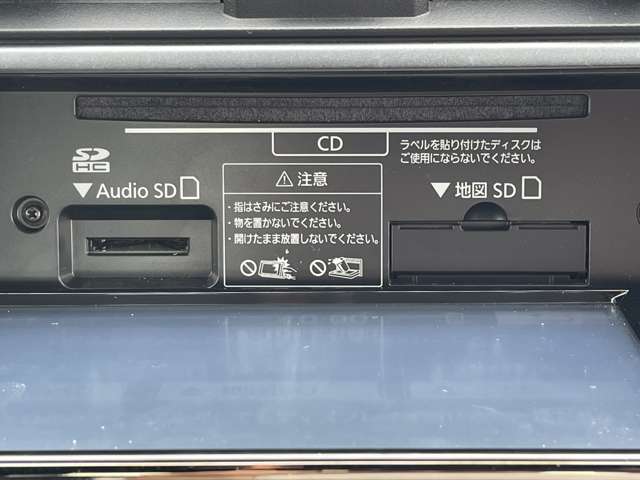 CD
ラベルを貼り付けたディスクは
ご使用にならないでください。
SD
HC
▼Audio SD
⚠注意
・指はさみにご注意ください。
・物を置かないでください。
・開けたまま放置しないでください。
▼地図 SD